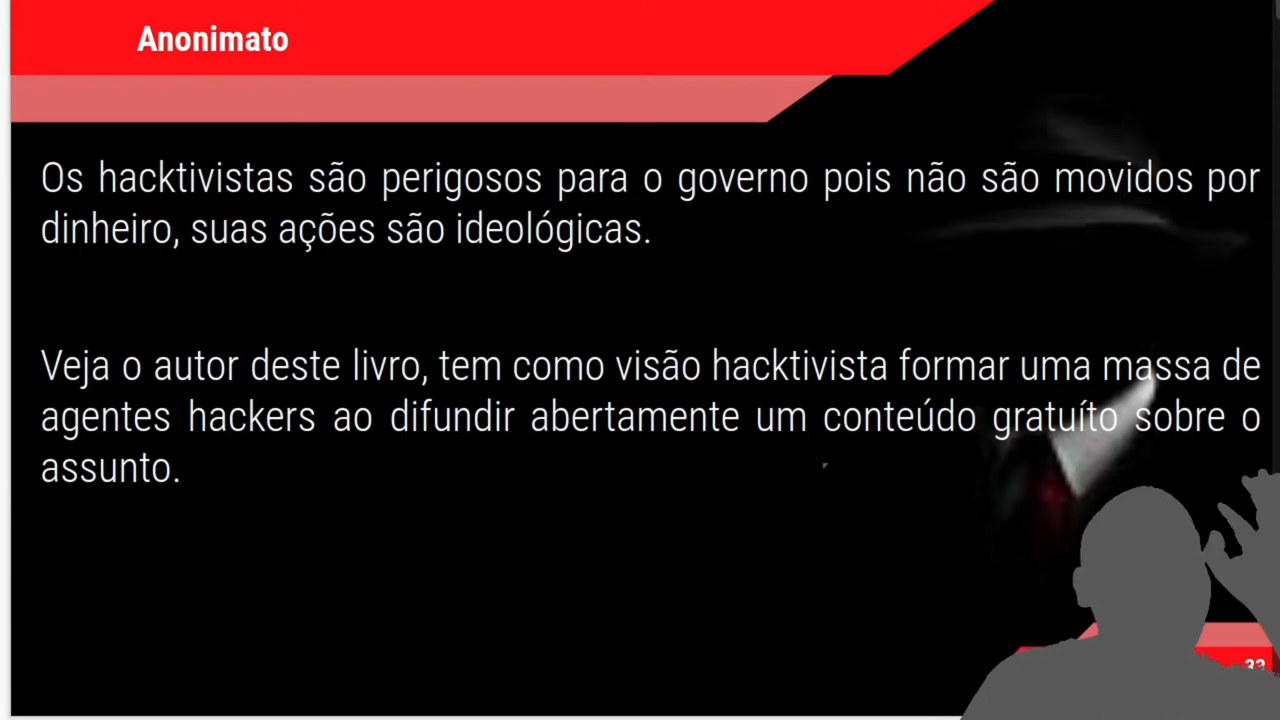 Anonimato
Os hacktivistas são perigosos para o governo pois não são movidos por
dinheiro, suas ações são ideológicas.
Veja o autor deste livro, tem como visão hacktivista formar uma massa de
agentes hackers ao difundir abertamente um conteúdo gratuíto sobre o
assunto.